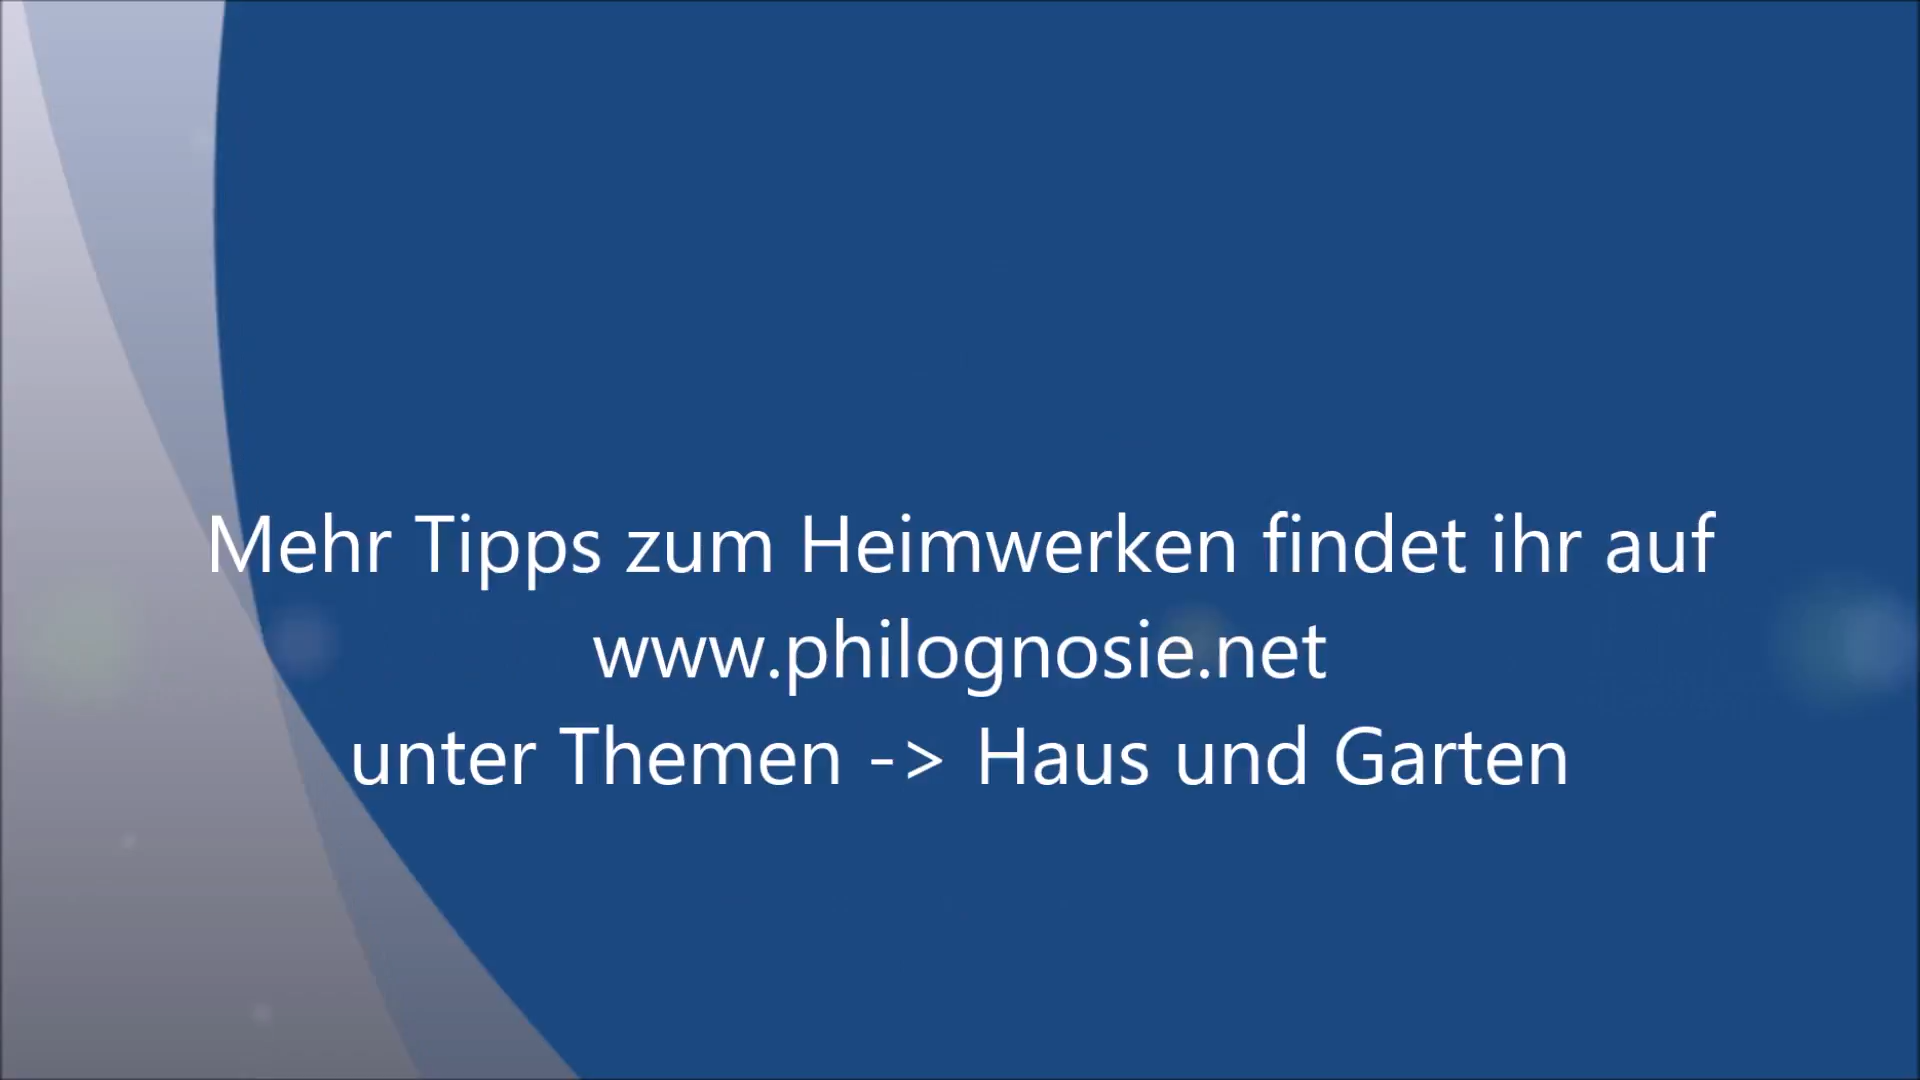 Mehr Tipps zum Heimwerken findet ihr auf
www.philognosie.net
unter Themen -> Haus und Garten